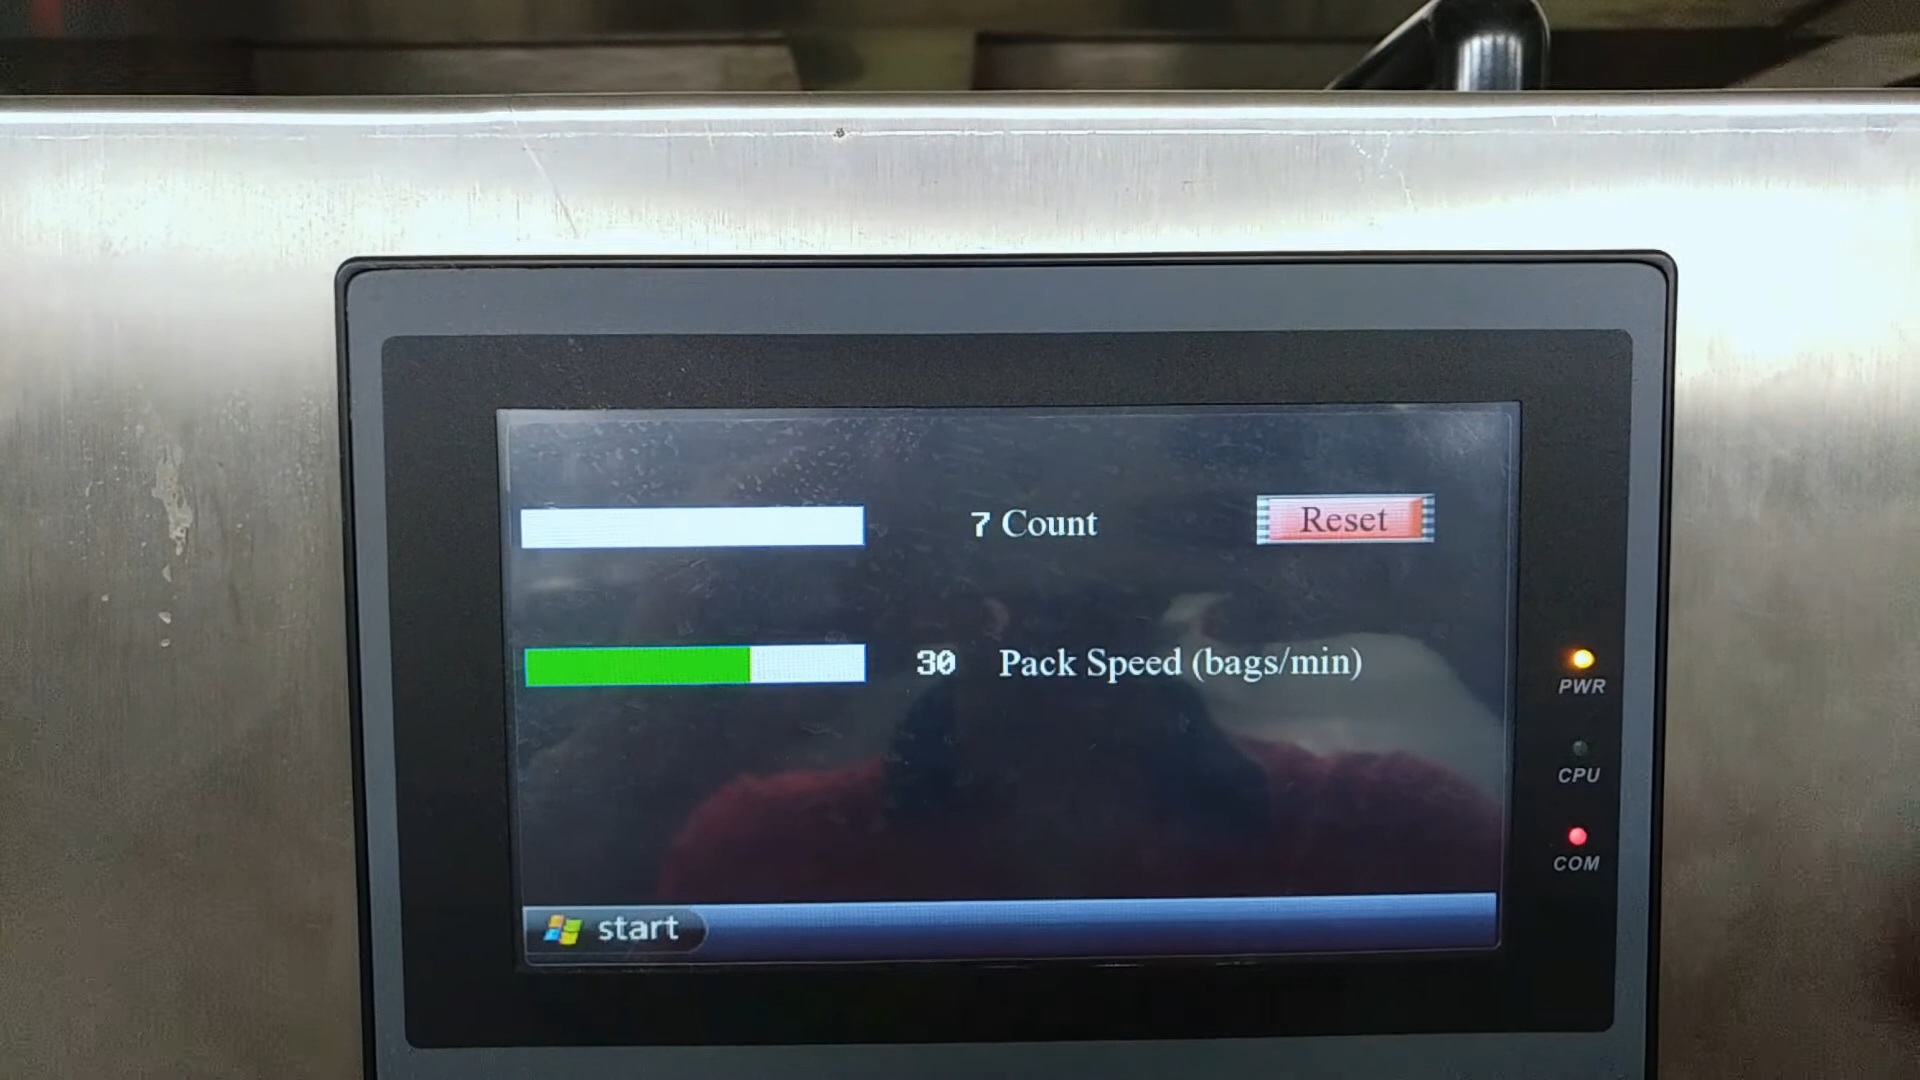 7 Count
Reset
30 Pack Speed (bags/min)
PWR
CPU
COM
start